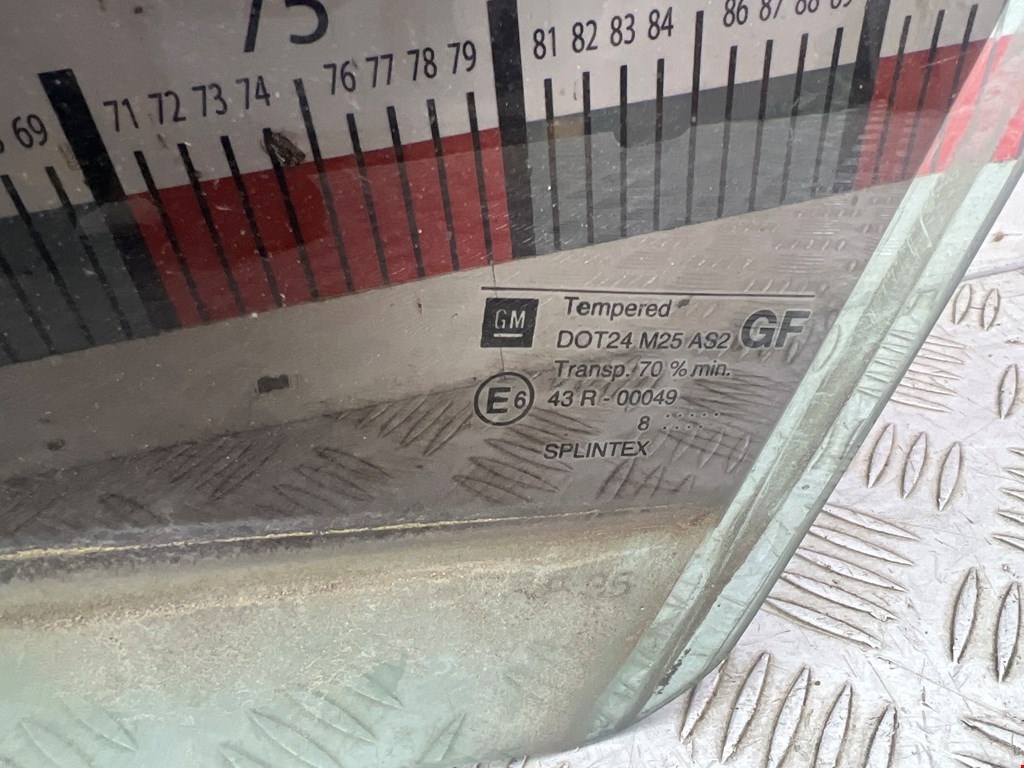 75
69 71 72 73 74 76 77 78 79 81 82 83 84 86 87 88 89
GM Tempered GF
DOT24 M25 AS2
Transp. 70 % min.
E6 43 R - 00049
8 .....
....
SPLINTEX